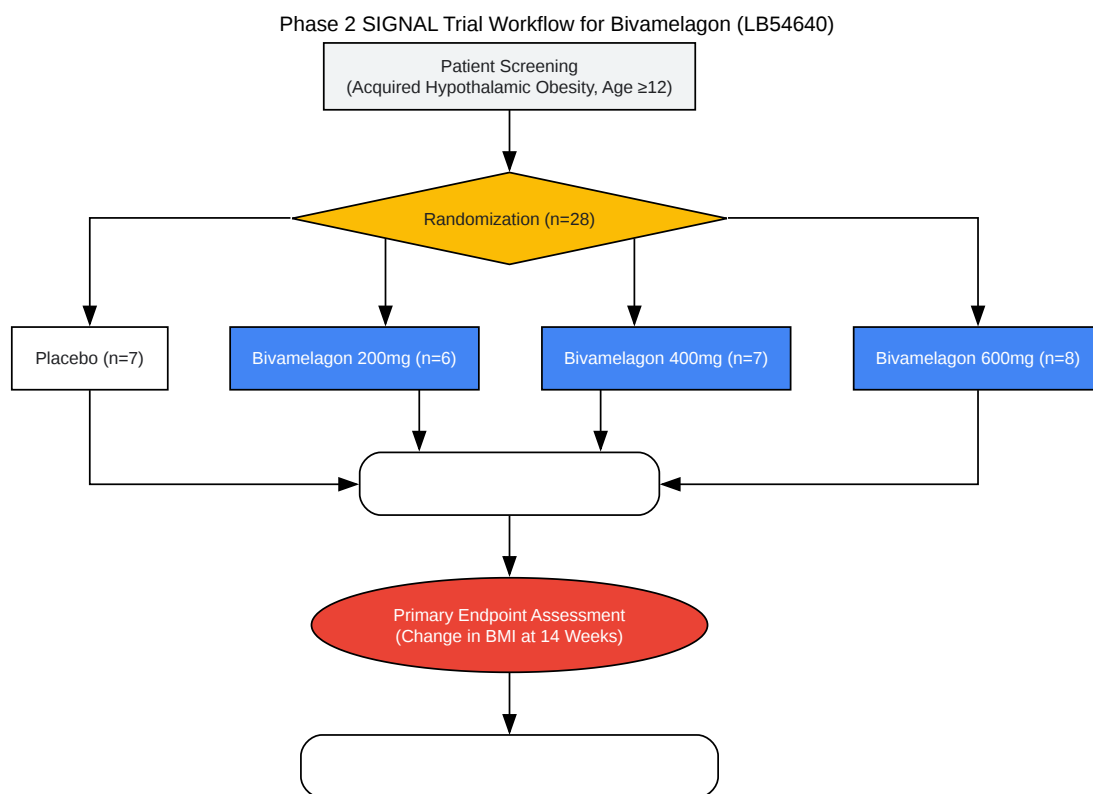 Phase 2 SIGNAL Trial Workflow for Bivamelagon (LB54640)
Patient Screening
(Acquired Hypothalamic Obesity, Age ≥12)
Randomization (n=28)
Placebo (n=7)
Bivamelagon 200mg (n=6)
Bivamelagon 400mg (n=7)
Bivamelagon 600mg (n=8)
Primary Endpoint Assessment
(Change in BMI at 14 Weeks)